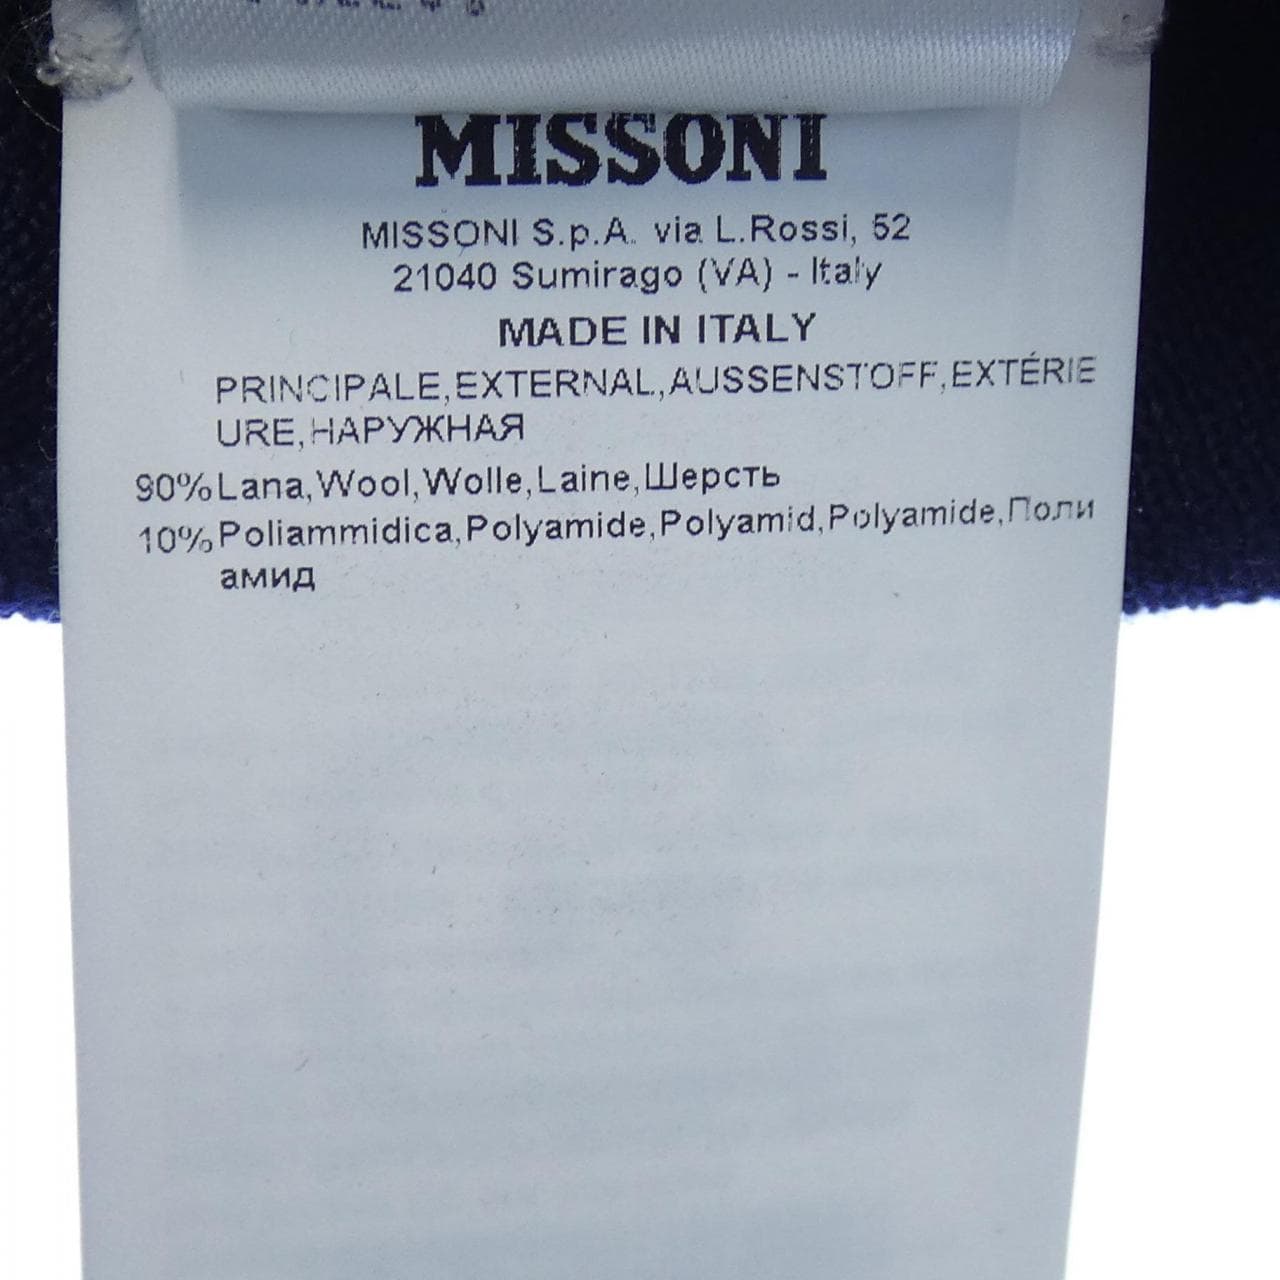 MISSONI
MISSONI S.p.A. via L.Rossi, 52
21040 Sumirago (VA) - Italy
MADE IN ITALY
PRINCIPALE,EXTERNAL,AUSSENSTOFF,EXTÉRIE
URE,НАРУЖНАЯ
90% Lana,Wool,Wolle,Laine,Шерсть
10% Poliammidica,Polyamide,Polyamid,Polyamide,Поли
амид